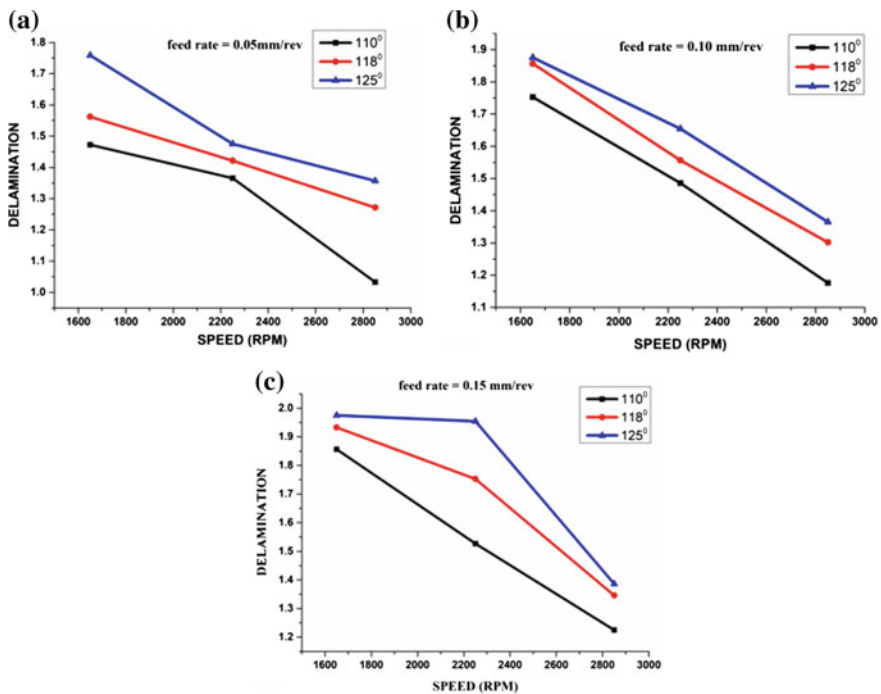 (a)
feed rate = 0.05mm/rev
110⁰
118⁰
125⁰
1.8
1.7
1.6
1.5
1.4
1.3
1.2
1.1
1.0
DELAMINATION
1600 1800 2000 2200 2400 2600 2800 3000
SPEED (RPM)
(b)
feed rate = 0.10 mm/rev
110⁰
118⁰
125⁰
1.9
1.8
1.7
1.6
1.5
1.4
1.3
1.2
1.1
DELAMINATION
1600 1800 2000 2200 2400 2600 2800 3000
SPEED (RPM)
(c)
feed rate = 0.15 mm/rev
110⁰
118⁰
125⁰
2.0
1.9
1.8
1.7
1.6
1.5
1.4
1.3
1.2
DELAMINATION
1600 1800 2000 2200 2400 2600 2800 3000
SPEED (RPM)